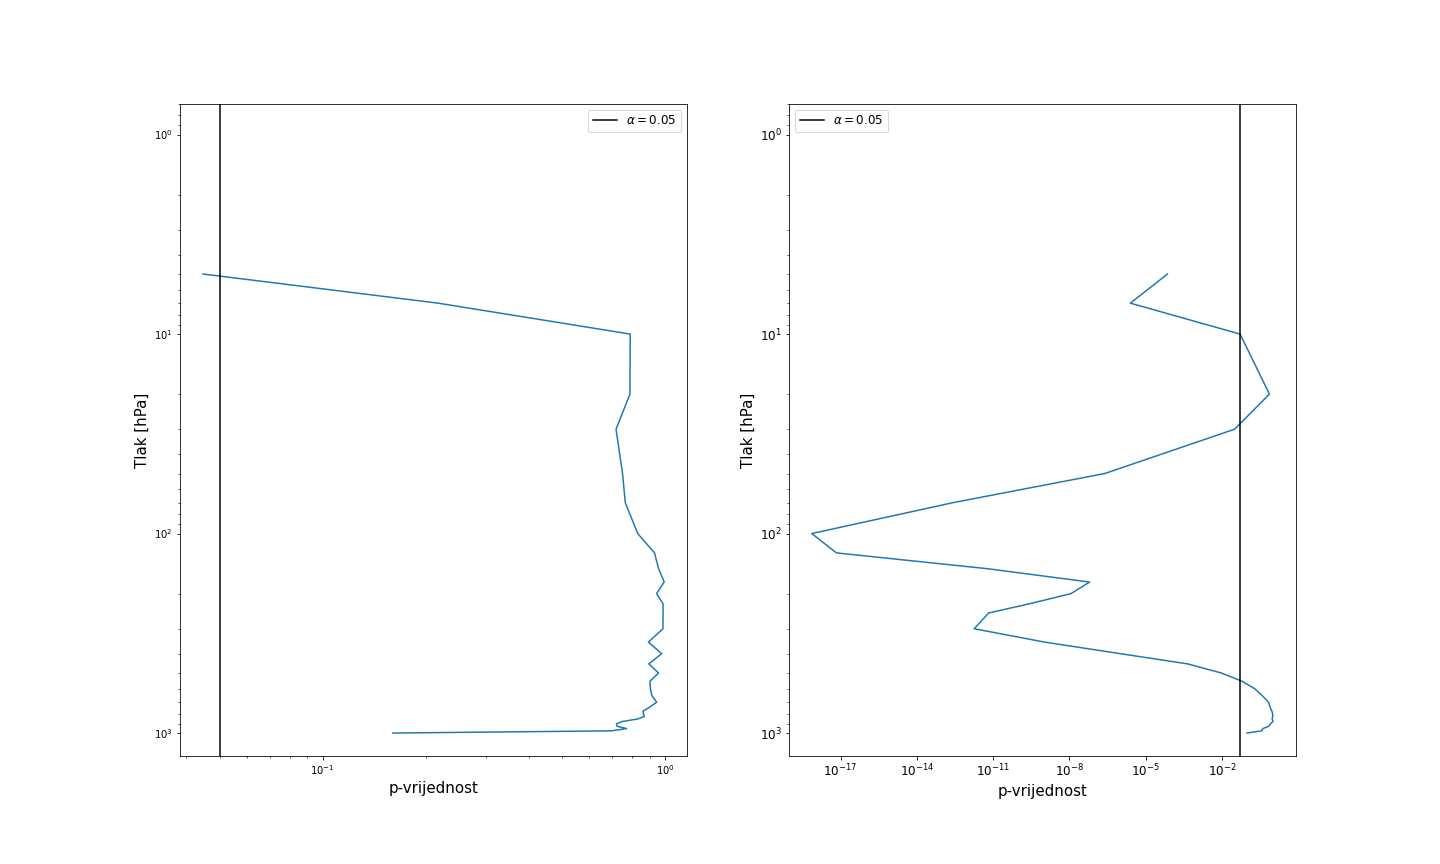 α = 0.05
10⁰
10¹
10²
10³
Tlak [hPa]
10⁻¹
10⁰
p-vrijednost
α = 0.05
10⁰
10¹
10²
10³
Tlak [hPa]
10⁻¹⁷
10⁻¹⁴
10⁻¹¹
10⁻⁸
10⁻⁵
10⁻²
p-vrijednost